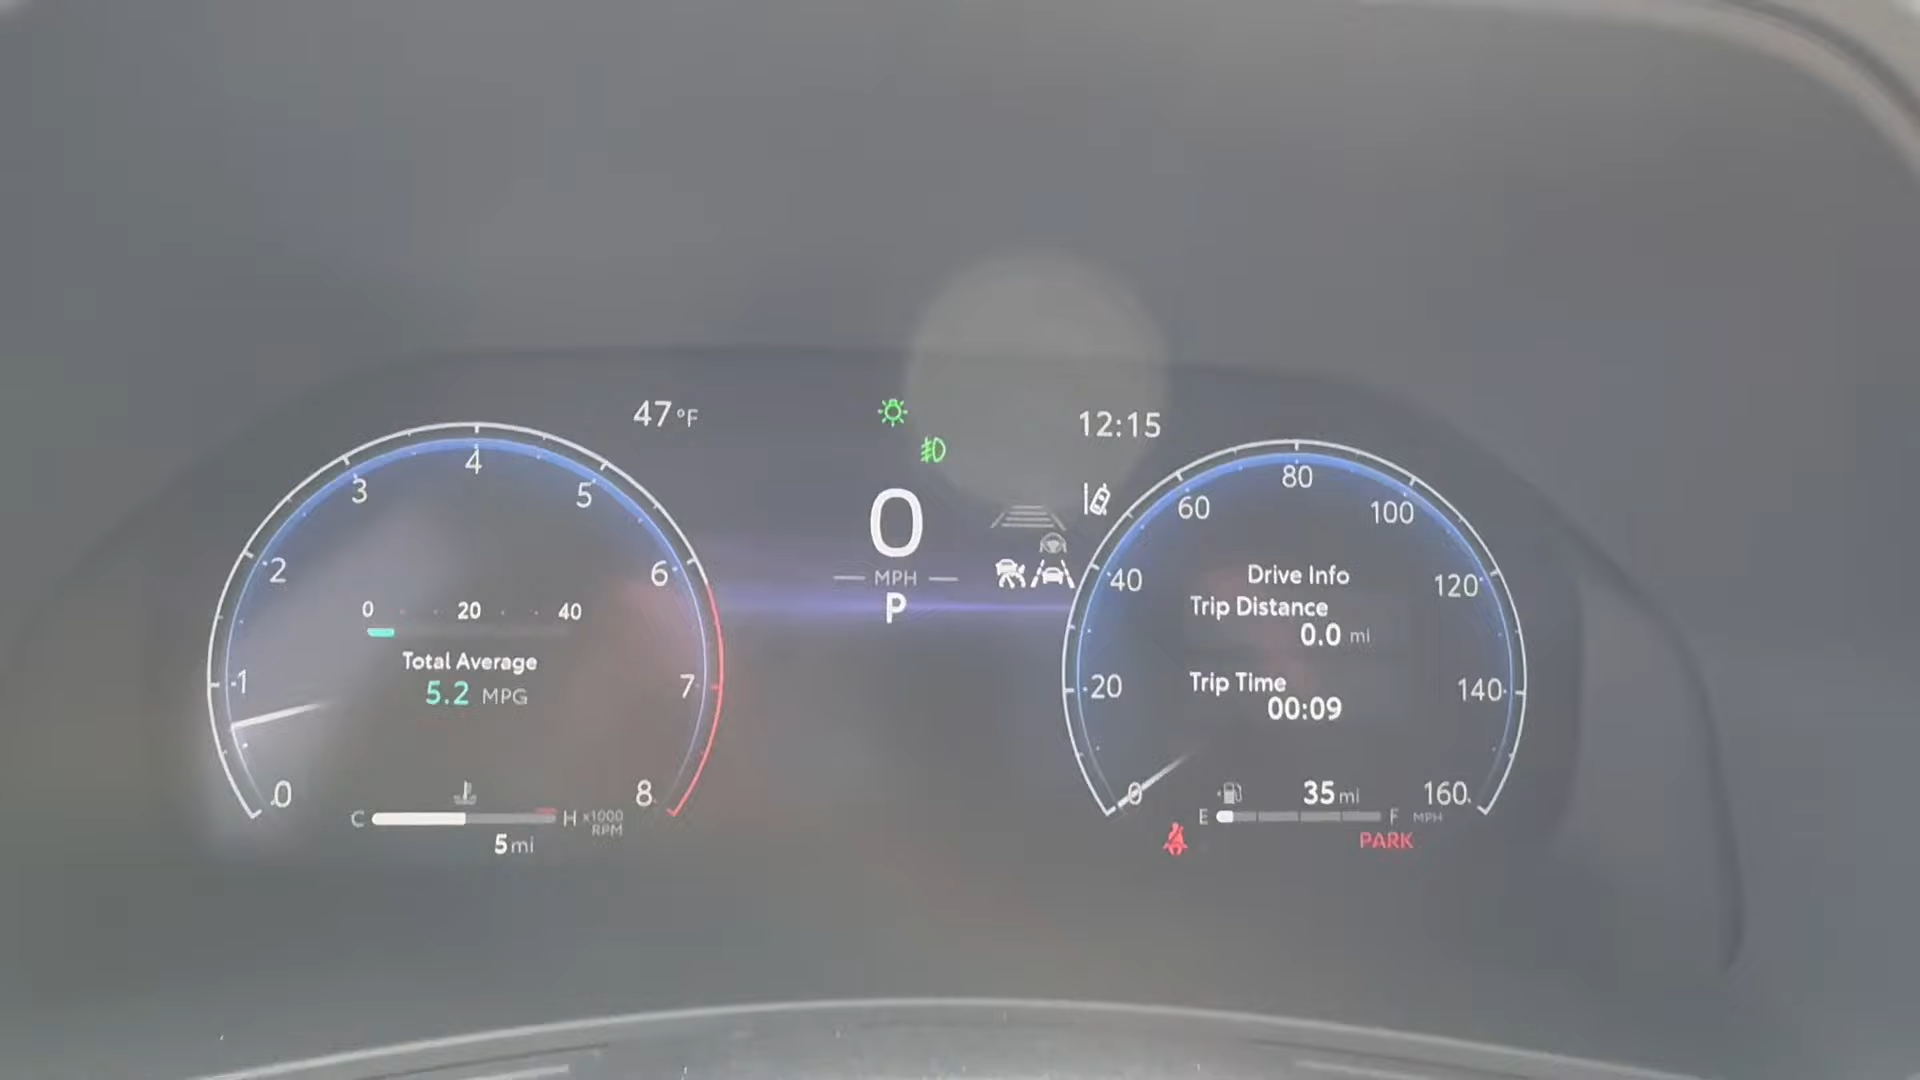 47°F
12:15
0
MPH
P
0 1 2 3 4 5 6 7 8
0 20 40
Total Average
5.2 MPG
C H x1000
RPM
5 mi
0 20 40 60 80 100 120 140 160
MPH
Drive Info
Trip Distance
0.0 mi
Trip Time
00:09
35 mi
E F
PARK